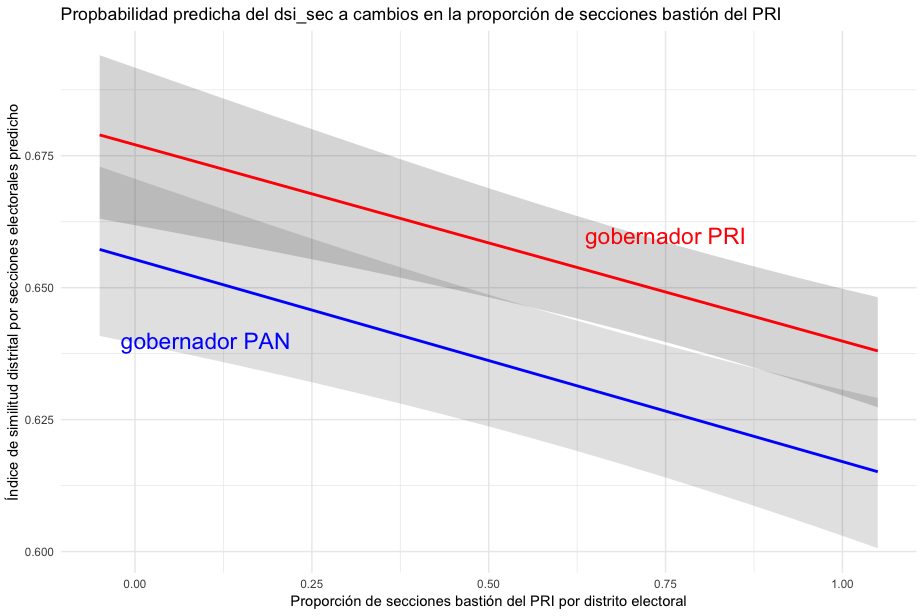 Propbabilidad predicha del dsi_sec a cambios en la proporción de secciones bastión del PRI
Índice de similitud distrital por secciones electorales predicho
0.675
0.650
0.625
0.600
gobernador PRI
gobernador PAN
0.00
0.25
0.50
0.75
1.00
Proporción de secciones bastión del PRI por distrito electoral